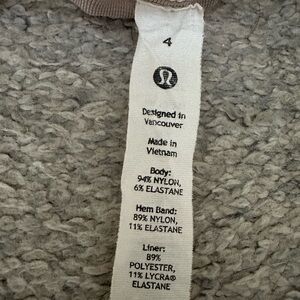 4
Designed in
Vancouver
Made in
Vietnam
Body:
94% NYLON,
6% ELASTANE
Hem Band:
89% NYLON,
11% ELASTANE
Liner:
89%
POLYESTER,
11% LYCRA®
ELASTANE